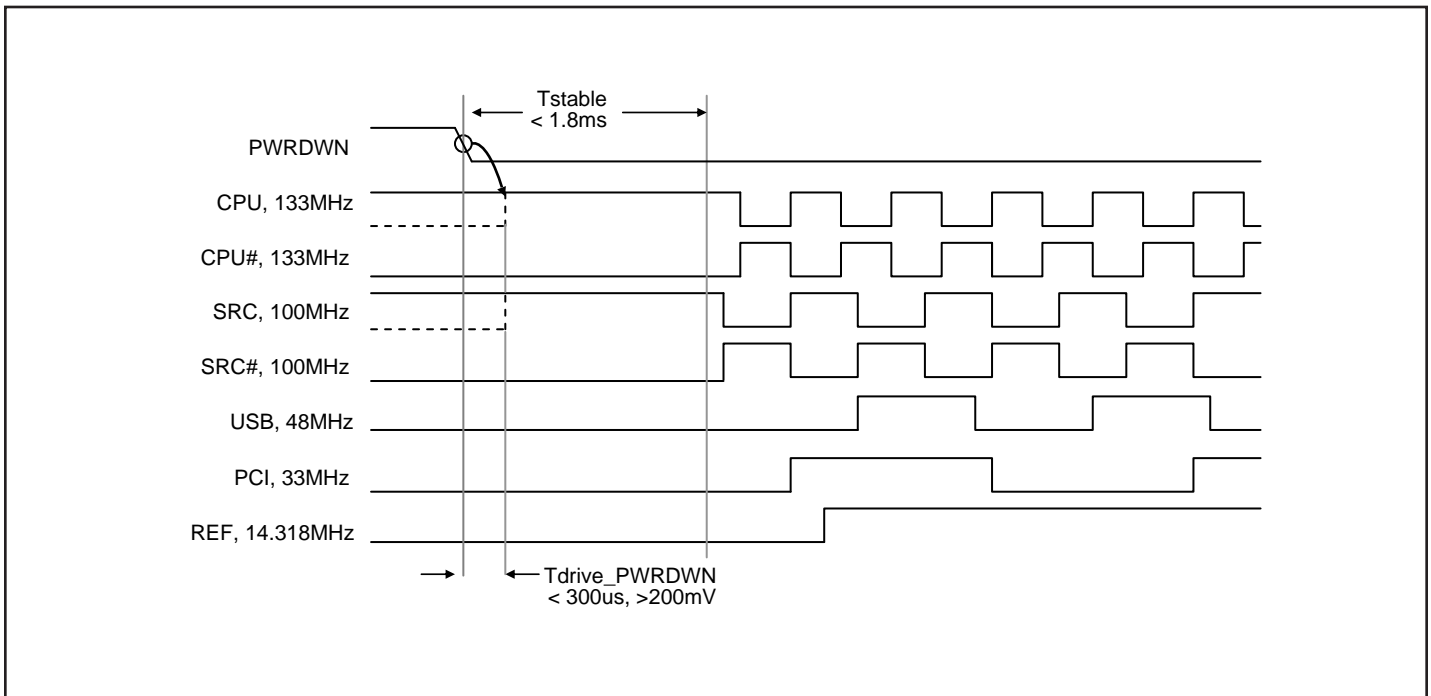 Tstable
< 1.8ms
PWRDWN
CPU, 133MHz
CPU#, 133MHz
SRC, 100MHz
SRC#, 100MHz
USB, 48MHz
PCI, 33MHz
REF, 14.318MHz
Tdrive_PWRDWN
< 300us, >200mV